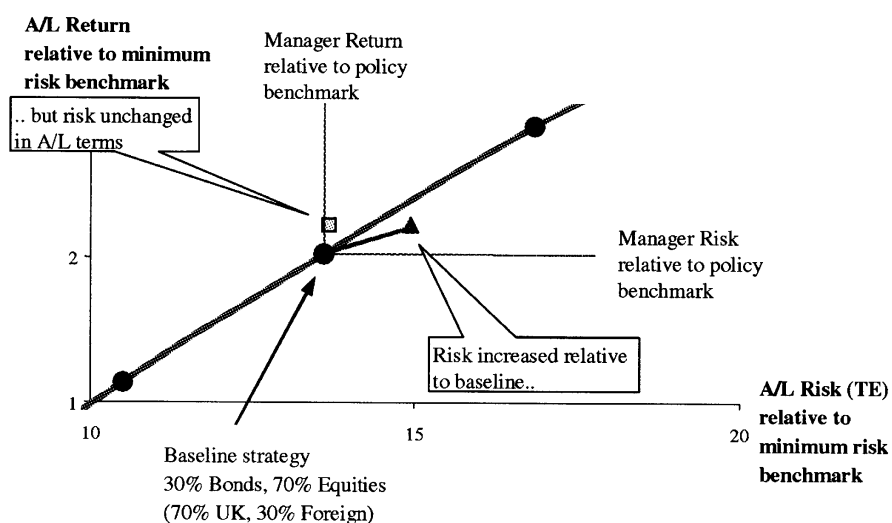 A/L Return
relative to minimum
risk benchmark
Manager Return
relative to policy
benchmark
.. but risk unchanged
in A/L terms
2
Manager Risk
relative to policy
benchmark
Risk increased relative
to baseline..
1
10
15
20
A/L Risk (TE)
relative to
minimum risk
benchmark
Baseline strategy
30% Bonds, 70% Equities
(70% UK, 30% Foreign)